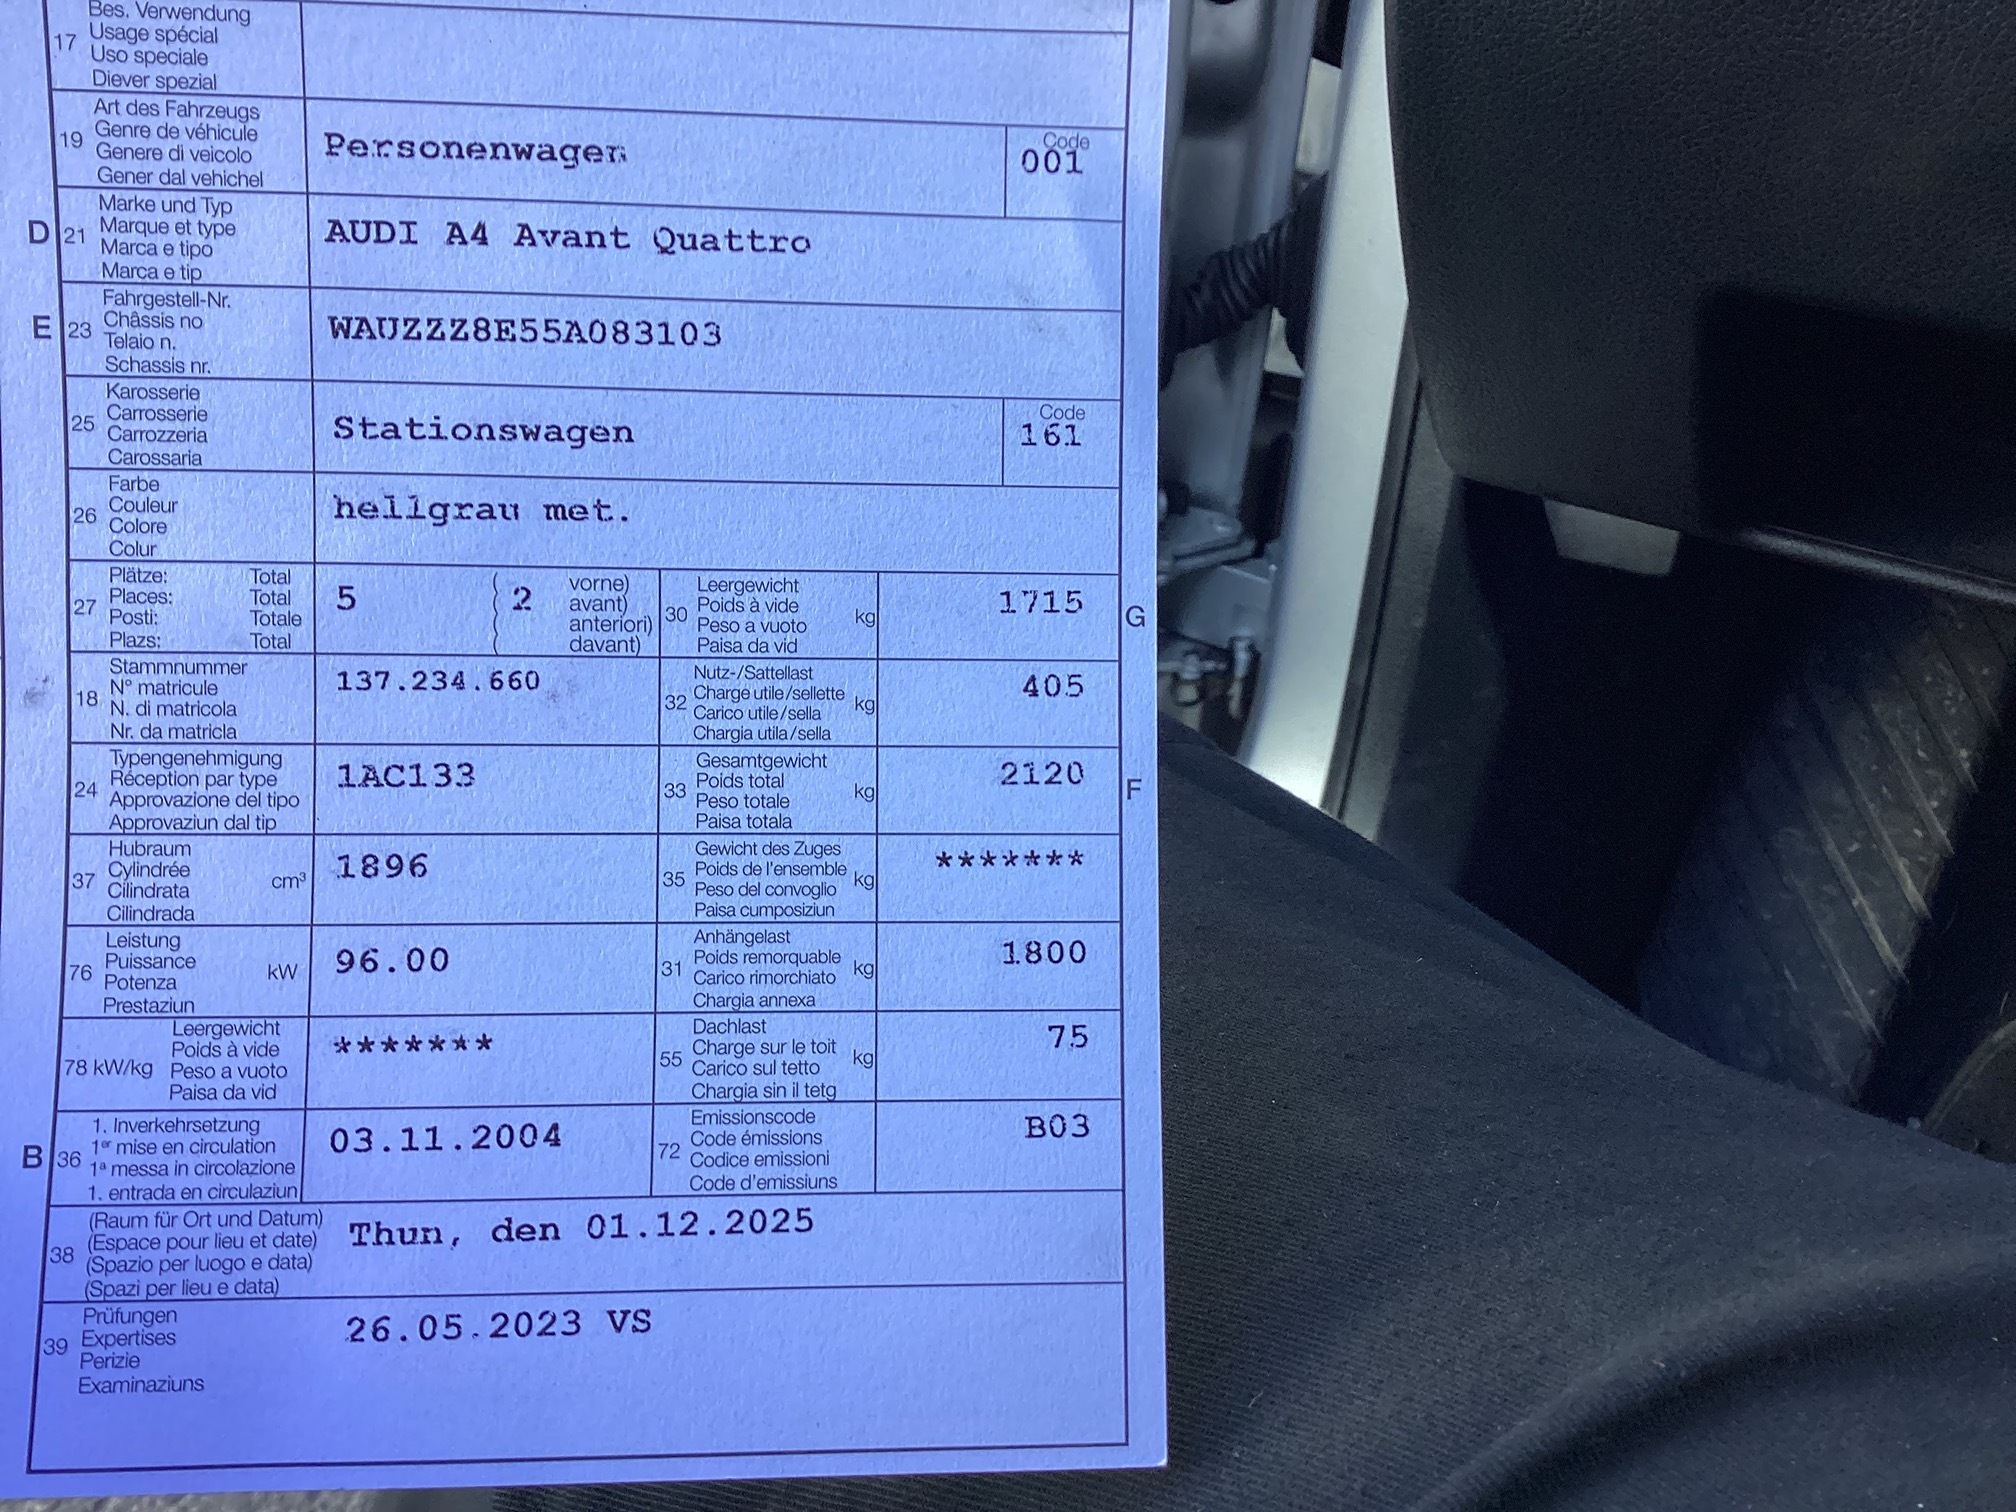 Bes. Verwendung
17 Usage spécial
Uso speciale
Diever spezial
Art des Fahrzeugs
19 Genre de véhicule
Genere di veicolo
Gener dal vehichel
Personenwagen
Code
001
D 21 Marke und Typ
Marque et type
Marca e tipo
Marca e tip
AUDI A4 Avant Quattro
E 23 Fahrgestell-Nr.
Châssis no
Telaio n.
Schassis nr.
WAUZZZ8E55A083103
25 Karosserie
Carrosserie
Carrozzeria
Carossaria
Stationswagen
Code
161
26 Farbe
Couleur
Colore
Colur
hellgrau met.
27 Plätze: Total
Places: Total
Posti: Totale
Plazs: Total
5 ( 2 vorne)
avant)
anteriori)
davant)
30 Leergewicht
Poids à vide
Peso a vuoto
Paisa da vid
kg
1715
G
18 Stammnummer
N° matricule
N. di matricola
Nr. da matricla
137.234.660
32 Nutz-/Sattellast
Charge utile/sellette
Carico utile/sella
Chargia utila/sella
kg
405
24 Typengenehmigung
Réception par type
Approvazione del tipo
Approvaziun dal tip
1AC133
33 Gesamtgewicht
Poids total
Peso totale
Paisa totala
kg
2120
F
37 Hubraum
Cylindrée
Cilindrata
Cilindrada
cm³
1896
35 Gewicht des Zuges
Poids de l'ensemble
Peso del convoglio
Paisa cumposiziun
kg
*******
76 Leistung
Puissance
Potenza
Prestaziun
kW
96.00
31 Anhängelast
Poids remorquable
Carico rimorchiato
Chargia annexa
kg
1800
78 kW/kg Leergewicht
Poids à vide
Peso a vuoto
Paisa da vid
*******
55 Dachlast
Charge sur le toit
Carico sul tetto
Chargia sin il tetg
kg
75
B 36 1. Inverkehrsetzung
1er mise en circulation
1a messa in circolazione
1. entrada en circulaziun
03.11.2004
72 Emissionscode
Code émissions
Codice emissioni
Code d'emissiuns
B03
38 (Raum für Ort und Datum)
(Espace pour lieu et date)
(Spazio per luogo e data)
(Spazi per lieu e data)
Thun, den 01.12.2025
39 Prüfungen
Expertises
Perizie
Examinaziuns
26.05.2023 VS